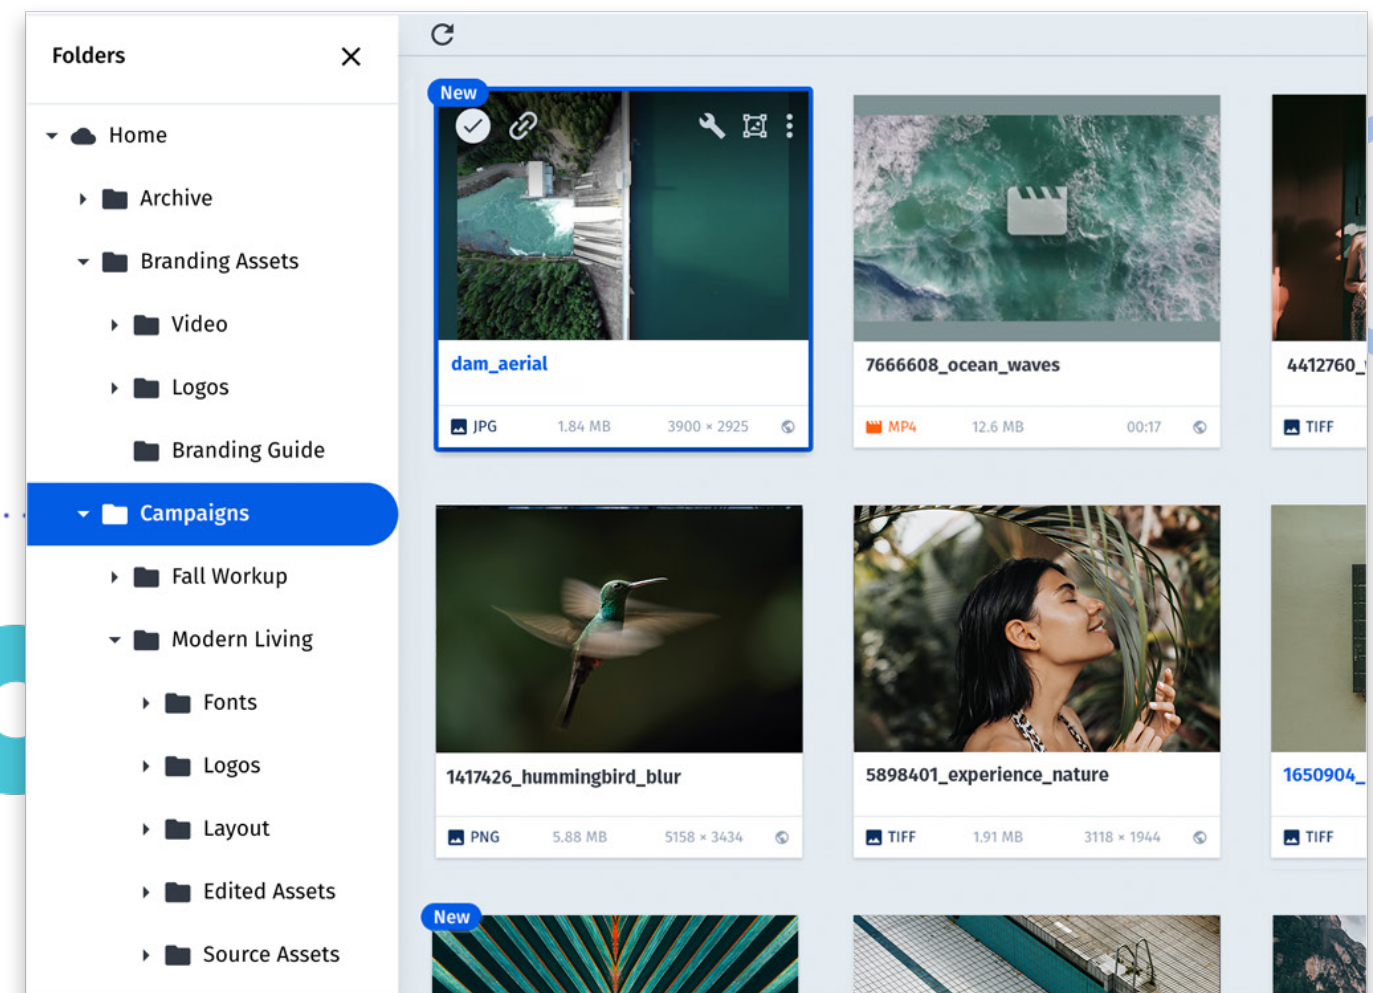 Folders
Home
Archive
Branding Assets
Video
Logos
Branding Guide
Campaigns
Fall Workup
Modern Living
Fonts
Logos
Layout
Edited Assets
Source Assets
New
dam_aerial
JPG 1.84 MB 3900 × 2925
7666608_ocean_waves
MP4 12.6 MB 00:17
4412760_
TIFF
1417426_hummingbird_blur
PNG 5.88 MB 5158 × 3434
5898401_experience_nature
TIFF 1.91 MB 3118 × 1944
1650904_
TIFF
New